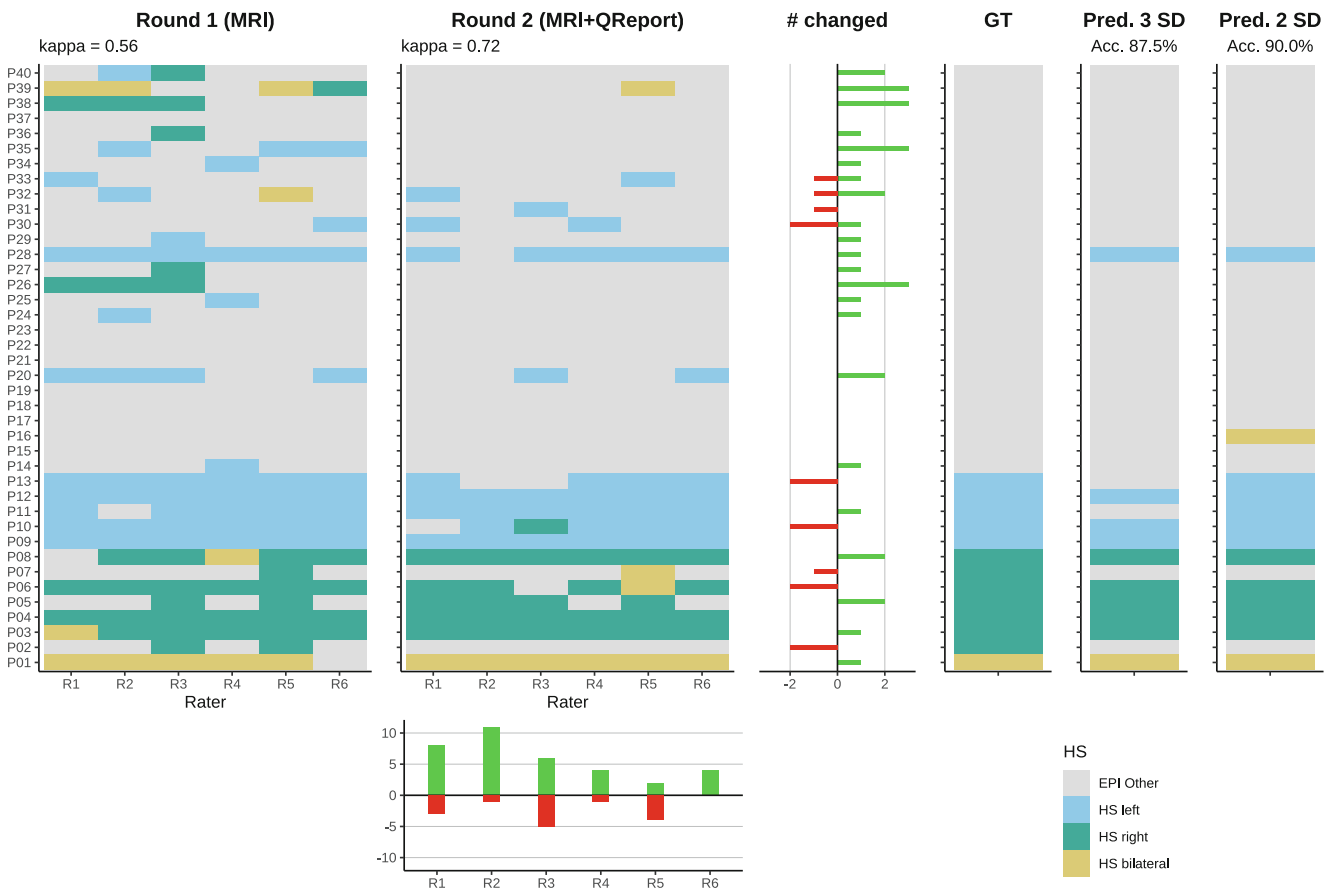 Round 1 (MRI)
Round 2 (MRI+QReport)
# changed
GT
Pred. 3 SD
Pred. 2 SD
kappa = 0.56
kappa = 0.72
Acc. 87.5%
Acc. 90.0%
P40
P39
P38
P37
P36
P35
P34
P33
P32
P31
P30
P29
P28
P27
P26
P25
P24
P23
P22
P21
P20
P19
P18
P17
P16
P15
P14
P13
P12
P11
P10
P09
P08
P07
P06
P05
P04
P03
P02
P01
R1 R2 R3 R4 R5 R6
R1 R2 R3 R4 R5 R6
-2 0 2
Rater
Rater
10
5
0
-5
-10
R1 R2 R3 R4 R5 R6
HS
EPI Other
HS left
HS right
HS bilateral